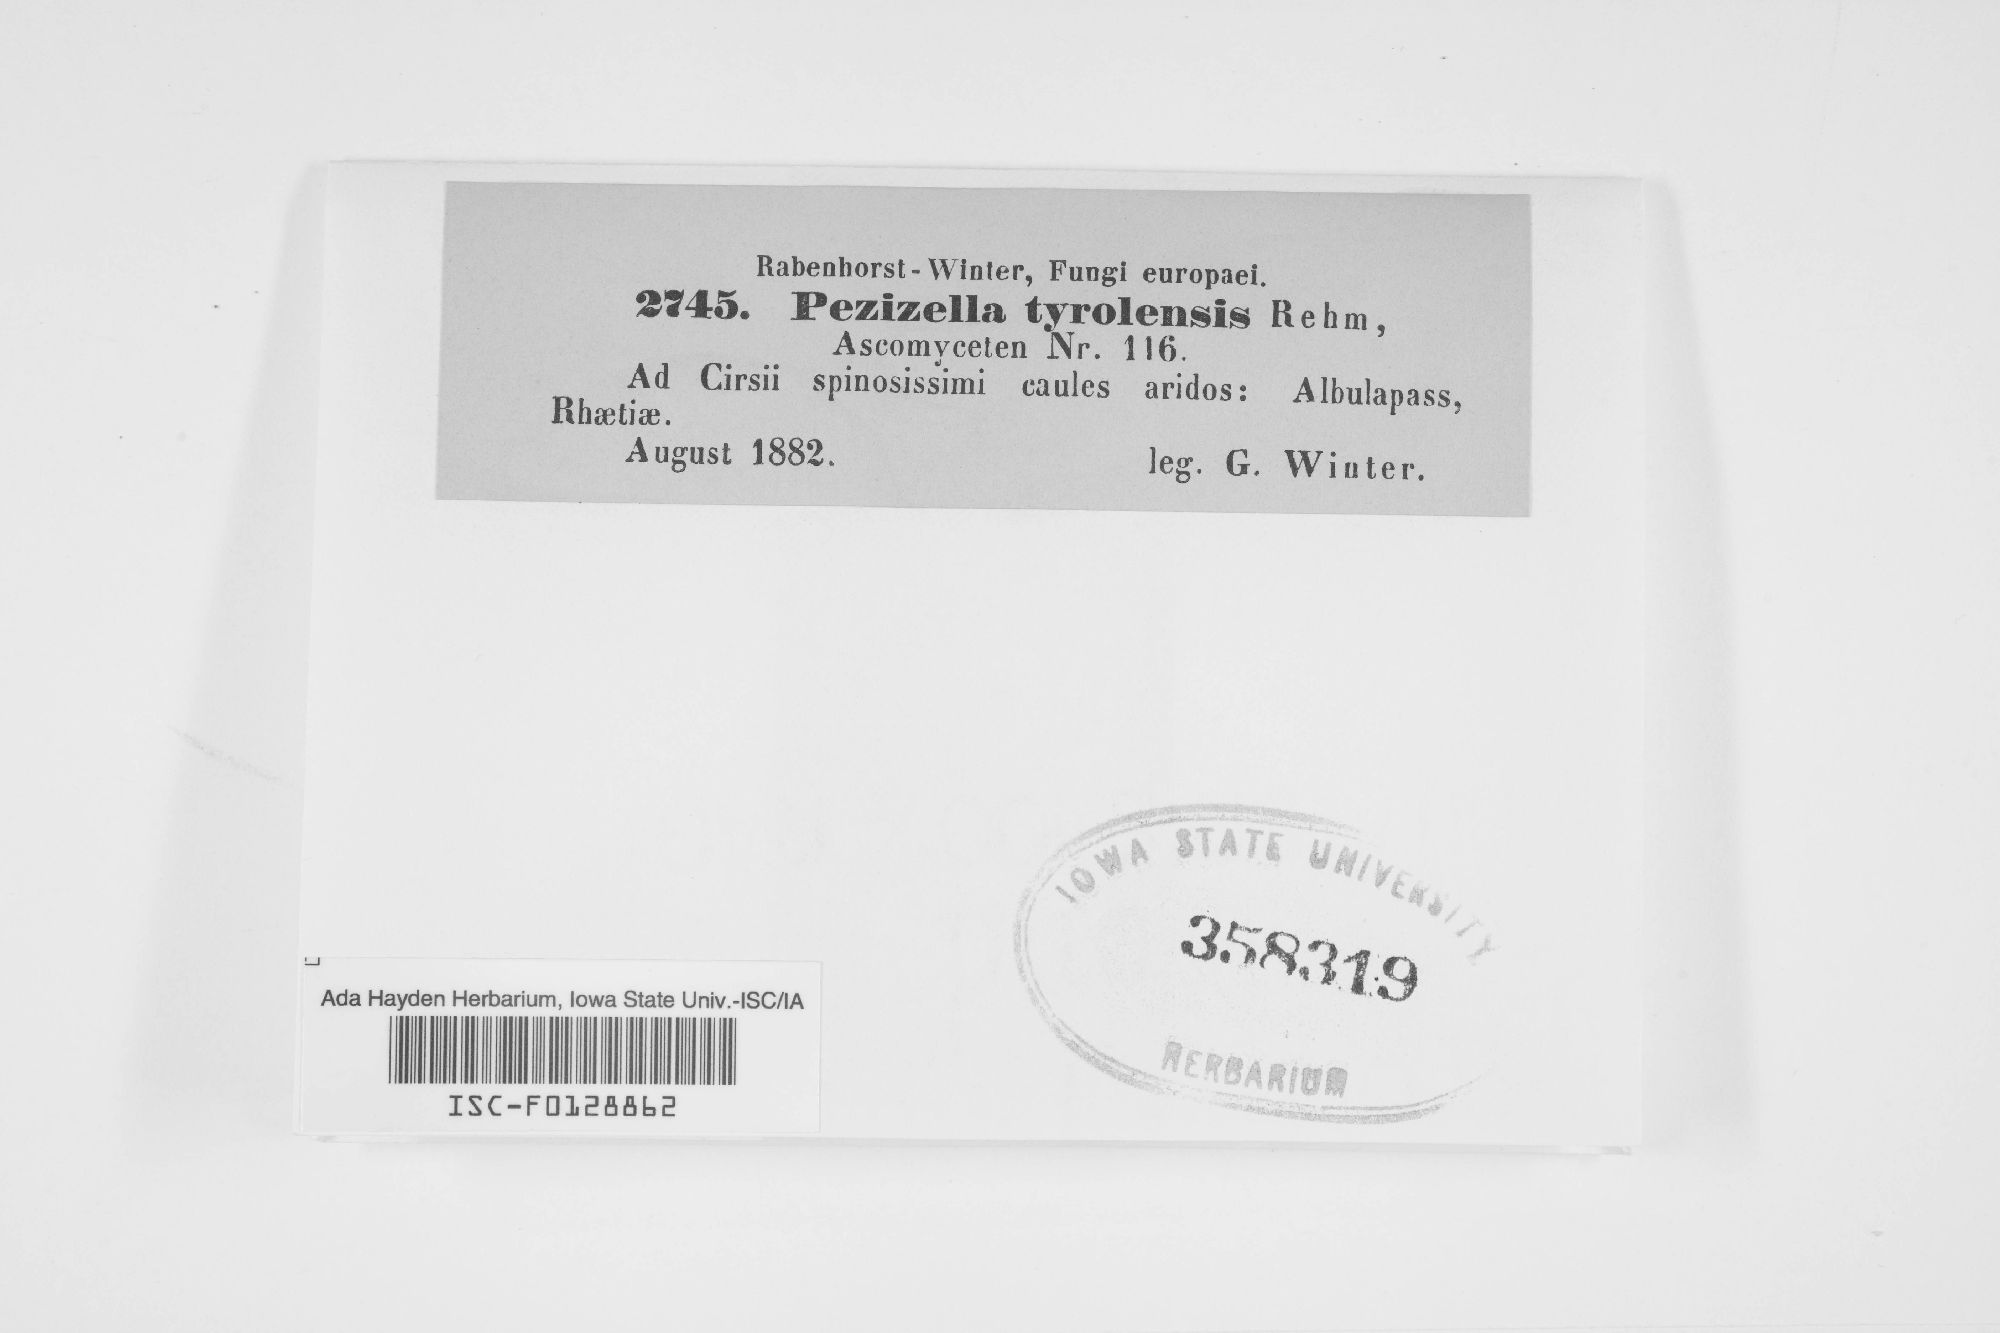 Rabenhorst-Winter, Fungi europaei.
2745. Pezizella tyrolensis Rehm,
Ascomyceten Nr. 116.
Ad Cirsii spinosissimi caules aridos: Albulapass,
Rhætiæ.
August 1882. leg. G. Winter.
IOWA STATE UNIVERSITY
358319
HERBARIUM
Ada Hayden Herbarium, Iowa State Univ.-ISC/IA
ISC-F0128862